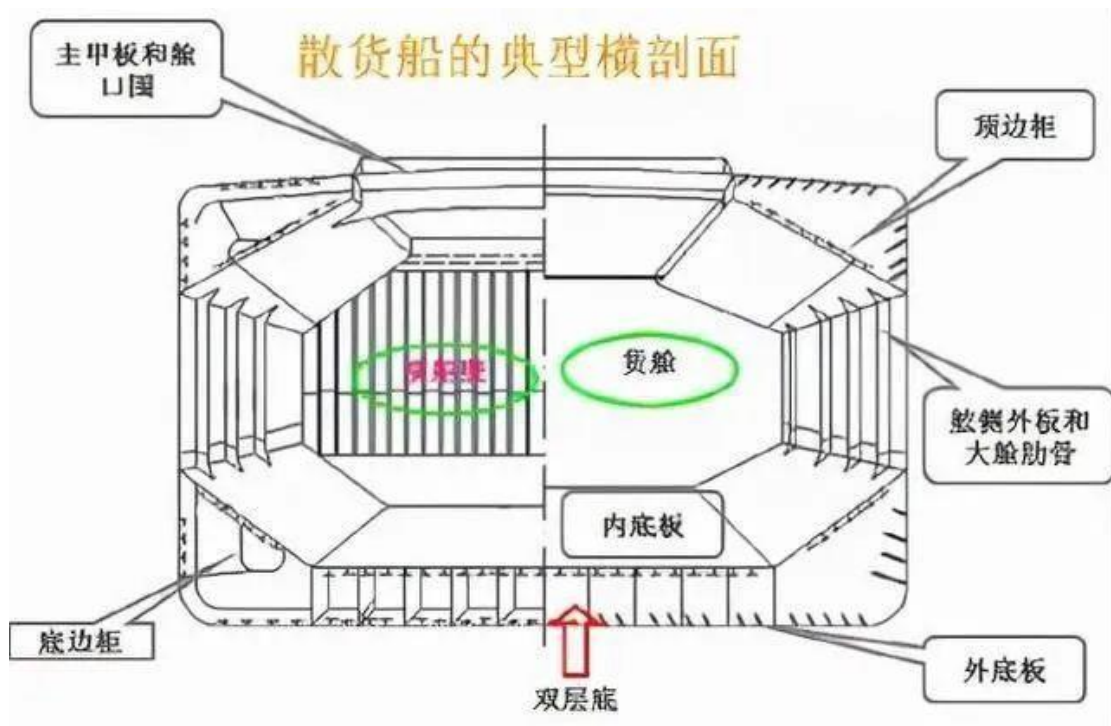 散货船的典型横剖面
主甲板和舱
口围
顶边柜
货舱
舷侧外板和
大舱肋骨
内底板
底边柜
外底板
双层底